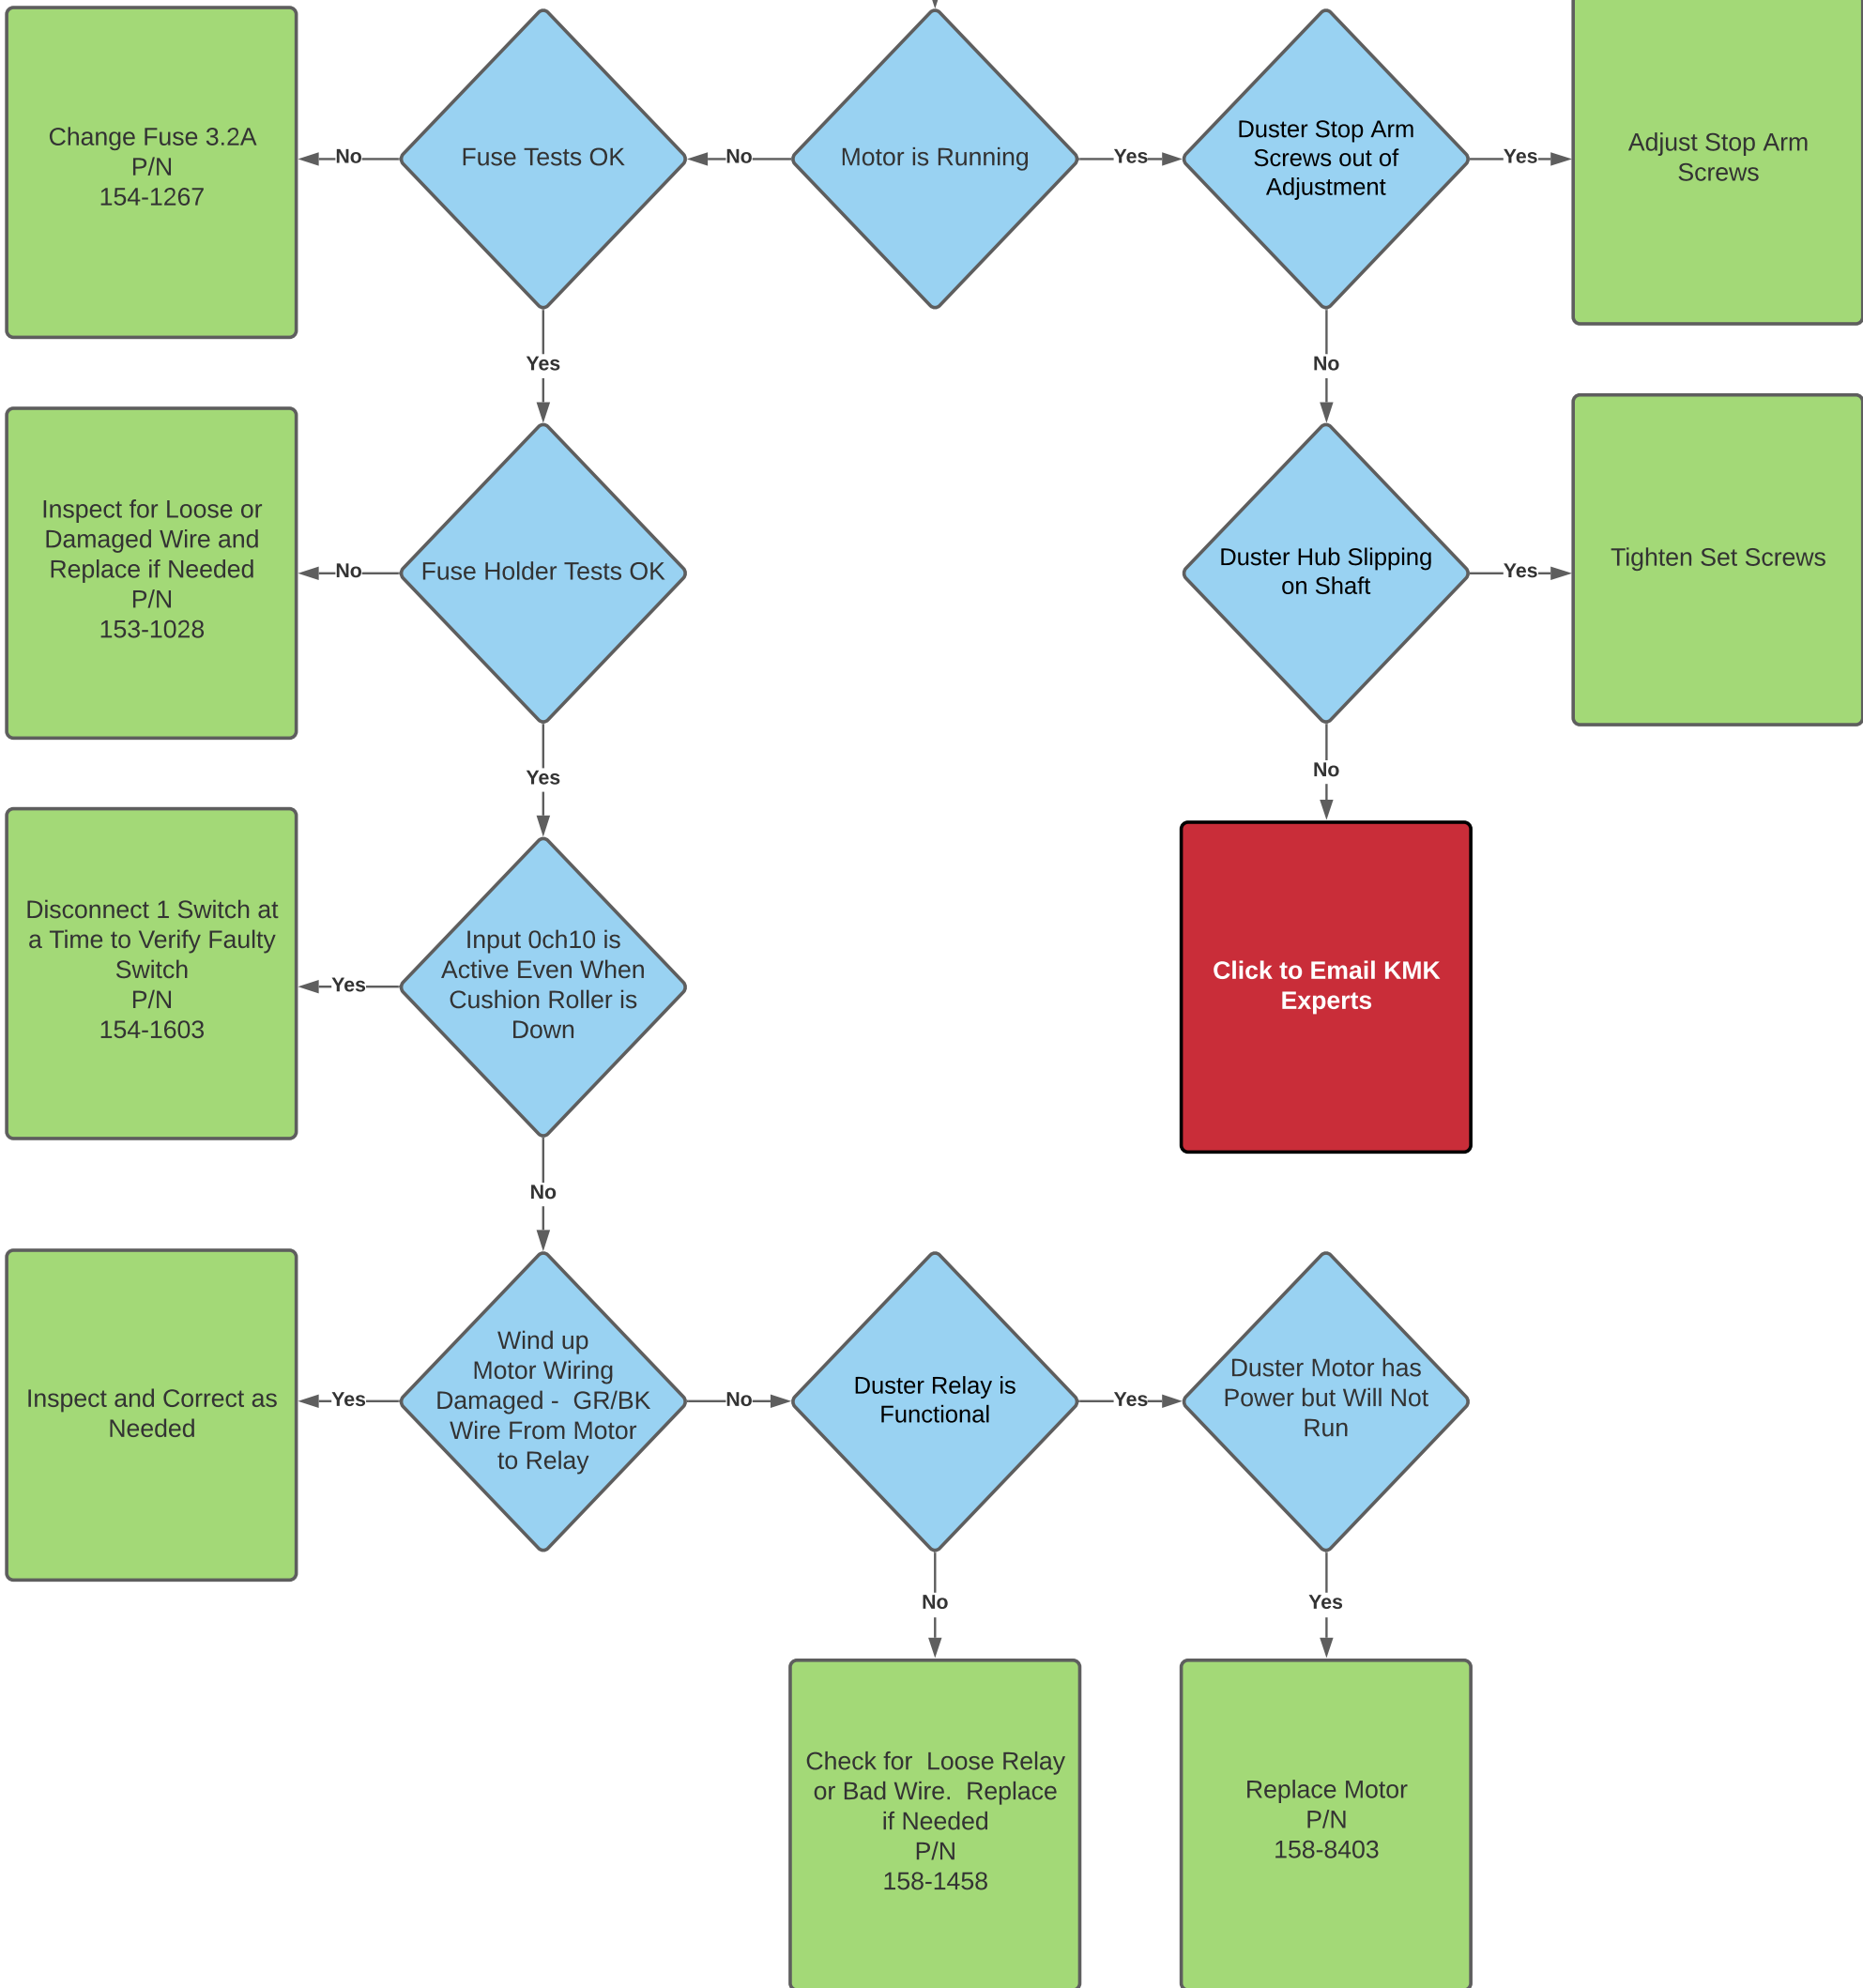 Change Fuse 3.2A
P/N
154-1267
No
Fuse Tests OK
No
Motor is Running
Yes
Duster Stop Arm
Screws out of
Adjustment
Yes
Adjust Stop Arm
Screws
Yes
No
Inspect for Loose or
Damaged Wire and
Replace if Needed
P/N
153-1028
No
Fuse Holder Tests OK
Duster Hub Slipping
on Shaft
Yes
Tighten Set Screws
Yes
No
Disconnect 1 Switch at
a Time to Verify Faulty
Switch
P/N
154-1603
Yes
Input 0ch10 is
Active Even When
Cushion Roller is
Down
Click to Email KMK
Experts
No
Inspect and Correct as
Needed
Yes
Wind up
Motor Wiring
Damaged -  GR/BK
Wire From Motor
to Relay
No
Duster Relay is
Functional
Yes
Duster Motor has
Power but Will Not
Run
No
Yes
Check for  Loose Relay
or Bad Wire.  Replace
if Needed
P/N
158-1458
Replace Motor
P/N
158-8403